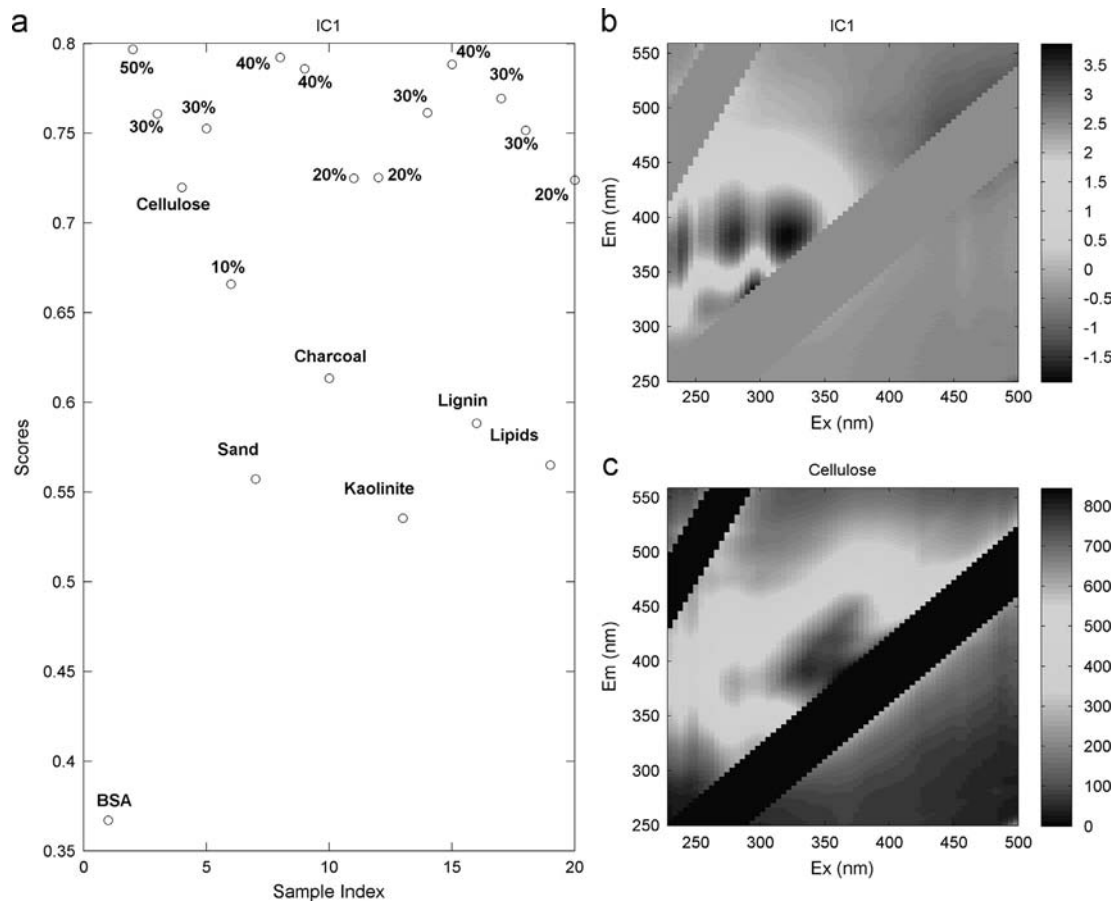 a
IC1
0.8
0.75
0.7
0.65
0.6
0.55
0.5
0.45
0.4
0.35
Scores
50%
30%
30%
Cellulose
10%
40%
40%
20%
20%
30%
40%
30%
30%
20%
Charcoal
Lignin
Lipids
Sand
Kaolinite
BSA
0 5 10 15 20
Sample Index
b
IC1
550
500
450
400
350
300
250
Em (nm)
250 300 350 400 450 500
Ex (nm)
3.5
3
2.5
2
1.5
1
0.5
0
-0.5
-1
-1.5
c
Cellulose
550
500
450
400
350
300
250
Em (nm)
250 300 350 400 450 500
Ex (nm)
800
700
600
500
400
300
200
100
0